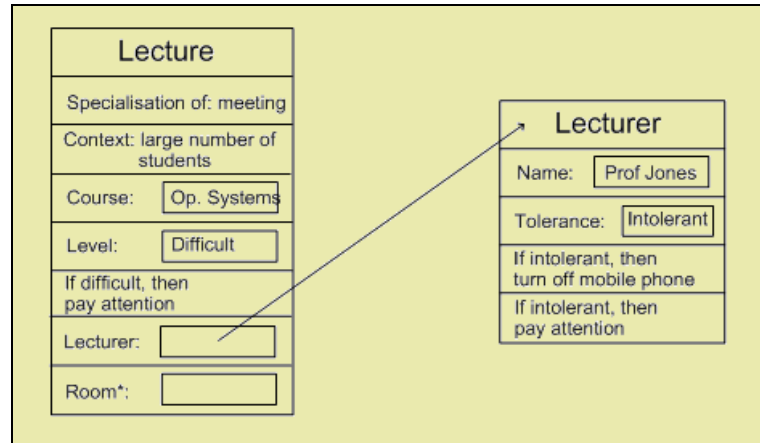 Lecture
Specialisation of: meeting
Context: large number of
students
Course: Op. Systems
Level: Difficult
If difficult, then
pay attention
Lecturer:
Room*:
Lecturer
Name: Prof Jones
Tolerance: Intolerant
If intolerant, then
turn off mobile phone
If intolerant, then
pay attention